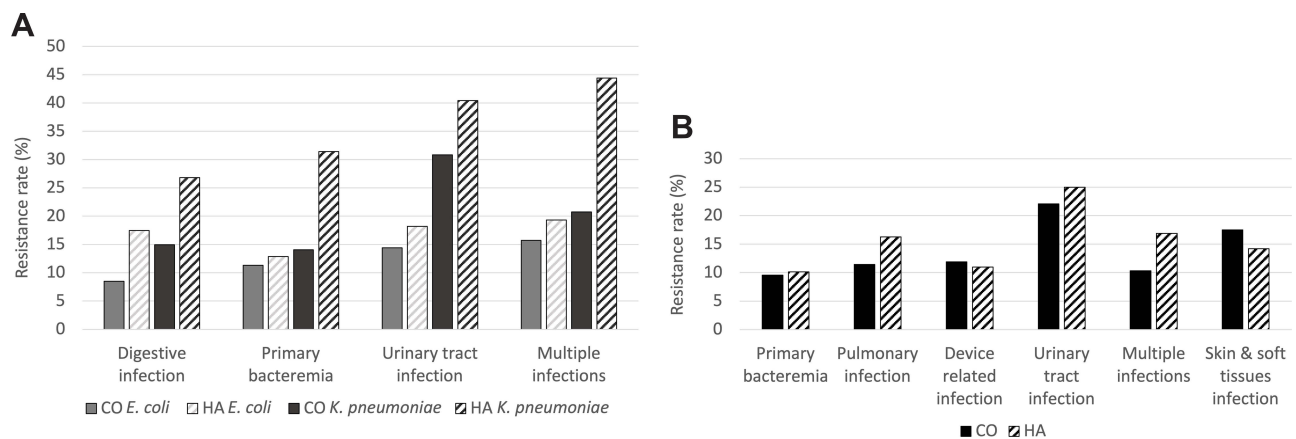 A
Resistance rate (%)
50
45
40
35
30
25
20
15
10
5
0
Digestive
infection
Primary
bacteremia
Urinary tract
infection
Multiple
infections
CO E. coli
HA E. coli
CO K. pneumoniae
HA K. pneumoniae
B
Resistance rate (%)
30
25
20
15
10
5
0
Primary
bacteremia
Pulmonary
infection
Device
related
infection
Urinary
tract
infection
Multiple
infections
Skin & soft
tissues
infection
CO
HA